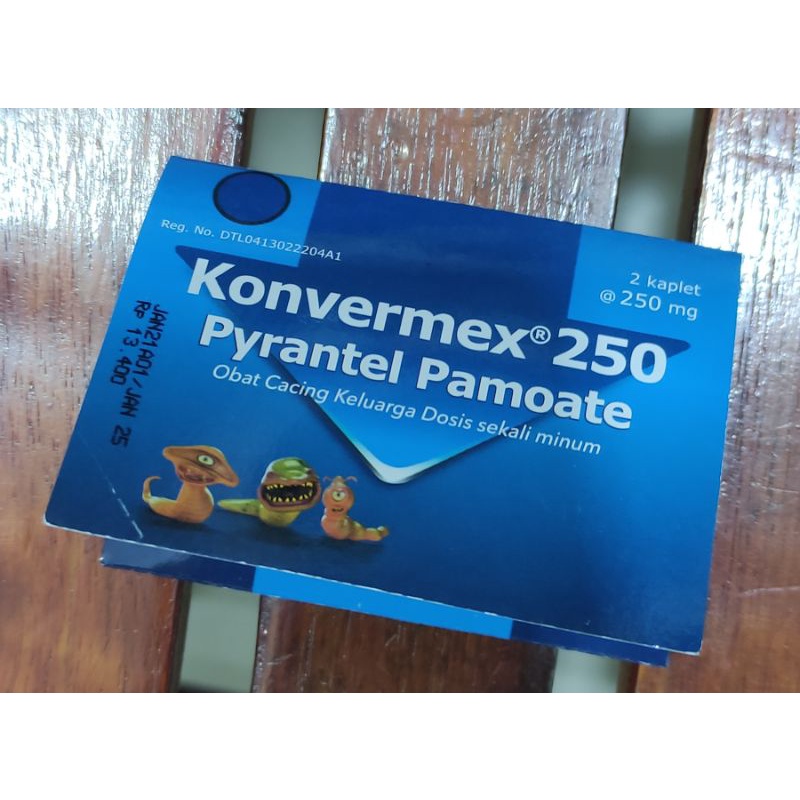 Reg. No. DTL0413022204A1
2 kaplet
@ 250 mg
Konvermex® 250
Pyrantel Pamoate
Obat Cacing Keluarga Dosis sekali minum
JAN21A01/JAN 25
Rp 13.400